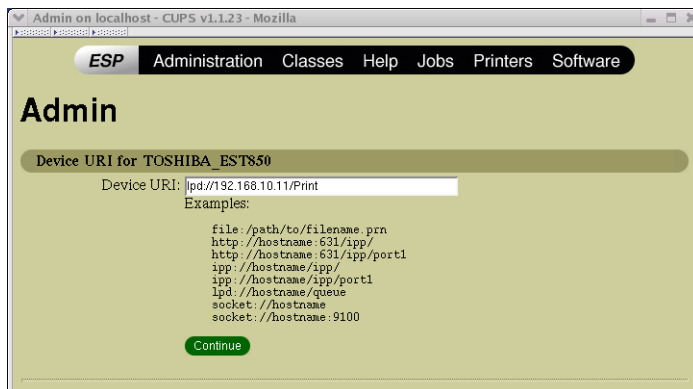 Admin on localhost - CUPS v1.1.23 - Mozilla
ESP Administration Classes Help Jobs Printers Software
Admin
Device URI for TOSHIBA_EST850
Device URI: lpd://192.168.10.11/Print
Examples:
file:/path/to/filename.prn
http://hostname:631/ipp/
http://hostname:631/ipp/port1
ipp://hostname/ipp/
ipp://hostname/ipp/port1
lpd://hostname/queue
socket://hostname
socket://hostname:9100
Continue